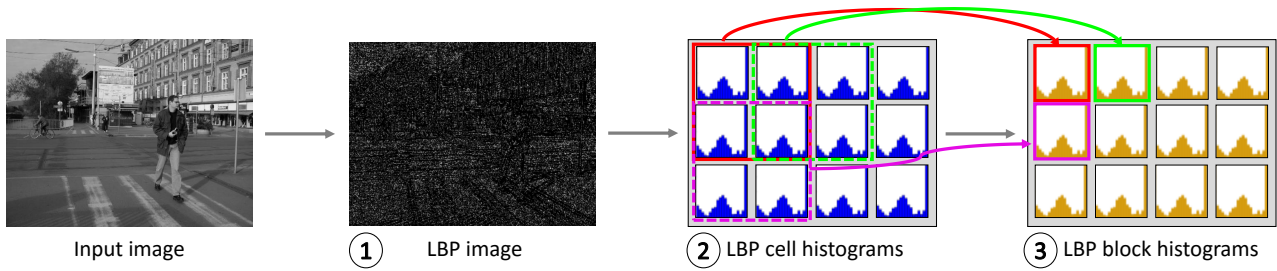 Input image
1 LBP image
2 LBP cell histograms
3 LBP block histograms